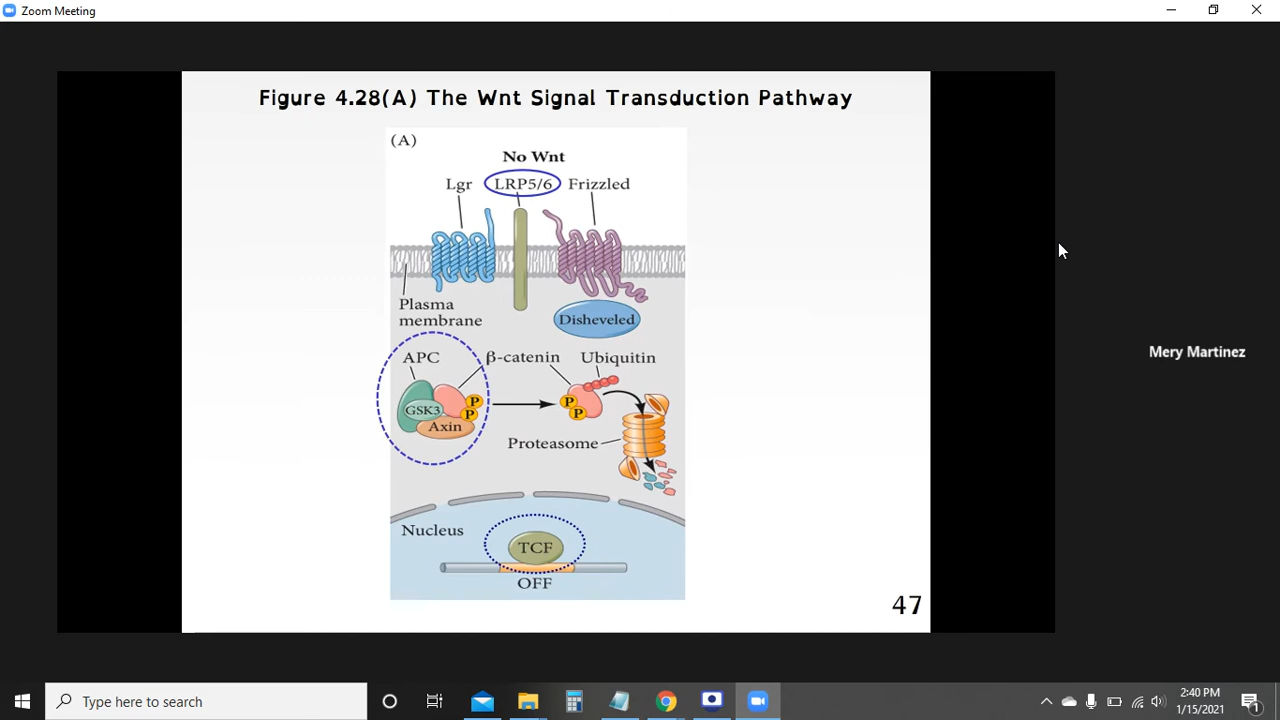 Zoom Meeting
Figure 4.28(A) The Wnt Signal Transduction Pathway
(A)
No Wnt
Lgr LRP5/6 Frizzled
Plasma
membrane
Disheveled
APC β-catenin Ubiquitin
P
P
P
P
GSK3
Axin
Proteasome
Nucleus
TCF
OFF
47
Mery Martinez
Type here to search
2:40 PM
1/15/2021
1